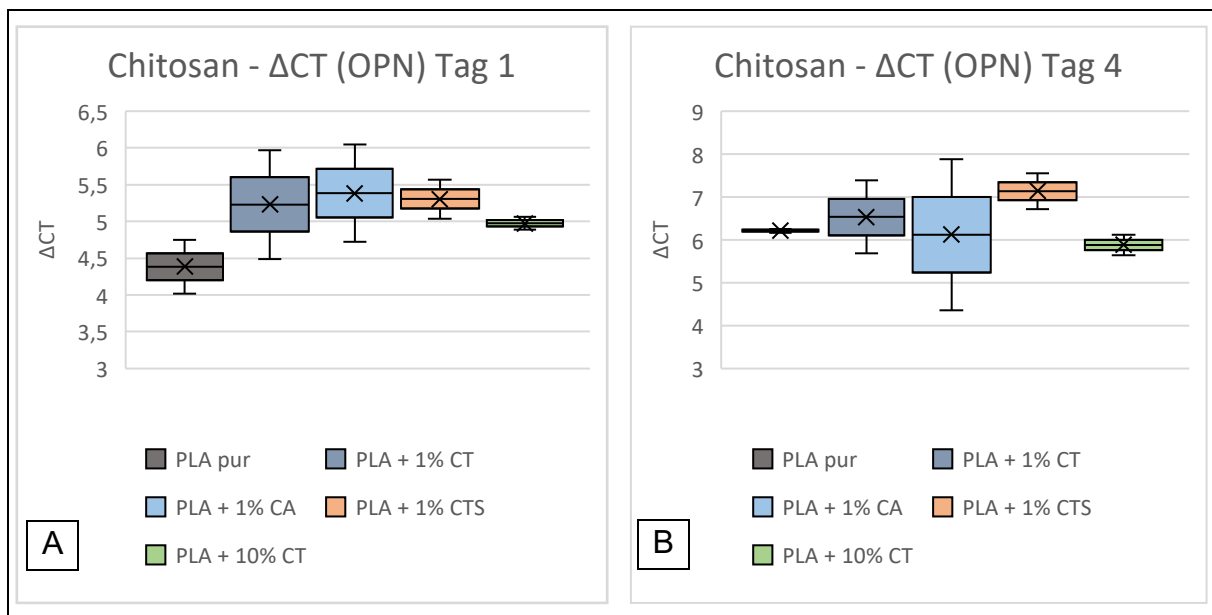 Chitosan - ΔCT (OPN) Tag 1
6,5
6
5,5
5
4,5
4
3,5
3
ΔCT
PLA pur
PLA + 1% CT
PLA + 1% CA
PLA + 1% CTS
PLA + 10% CT
A
Chitosan - ΔCT (OPN) Tag 4
9
8
7
6
5
4
3
ΔCT
PLA pur
PLA + 1% CT
PLA + 1% CA
PLA + 1% CTS
PLA + 10% CT
B